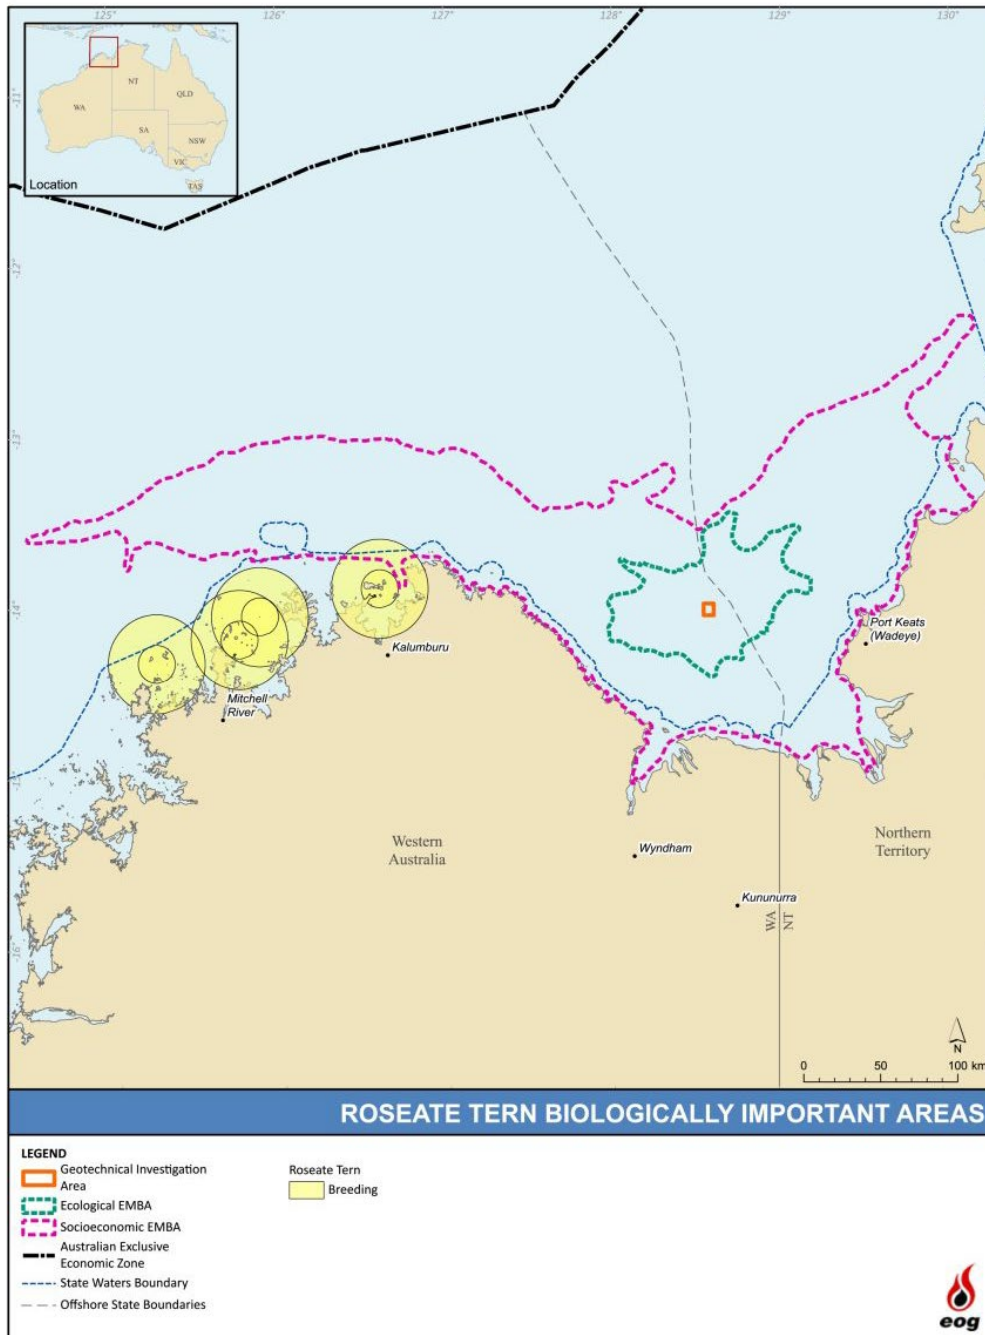 125°
126°
127°
128°
129°
130°
-11°
-12°
-13°
-14°
-15°
-16°
WA
NT
QLD
SA
NSW
VIC
TAS
Location
Kalumburu
Mitchell
River
Port Keats
(Wadeye)
Western
Australia
Northern
Territory
Wyndham
Kununurra
WA
NT
N
0 50 100 km
ROSEATE TERN BIOLOGICALLY IMPORTANT AREAS
LEGEND
Geotechnical Investigation
Area
Ecological EMBA
Socioeconomic EMBA
Australian Exclusive
Economic Zone
State Waters Boundary
Offshore State Boundaries
Roseate Tern
Breeding
eog